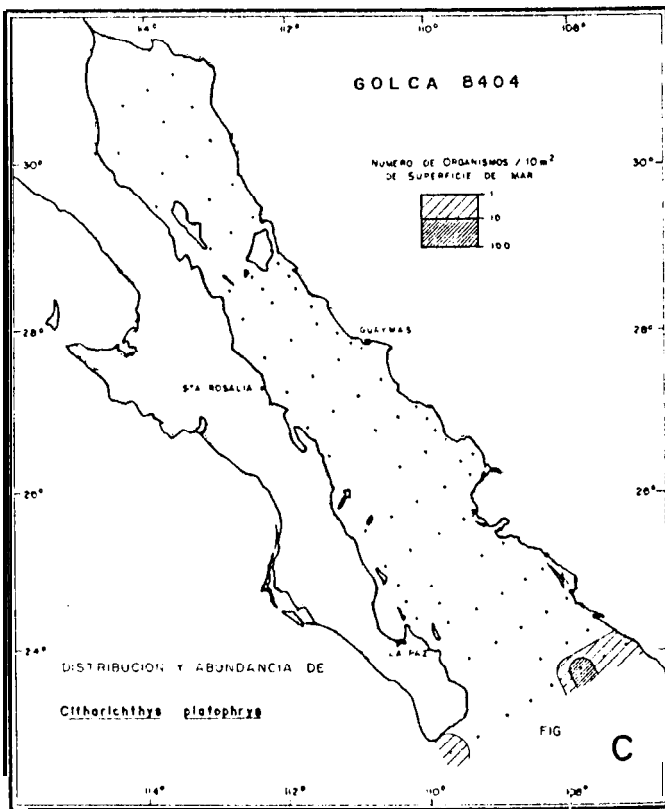 114° 112° 110° 108°
GOLCA 8404
NUMERO DE ORGANISMOS / 10 m²
DE SUPERFICIE DE MAR
1
10
100
30° 30°
28° 28°
GUAYMAS
STA ROSALIA
26° 26°
24° 24°
LA PAZ
DISTRIBUCION Y ABUNDANCIA DE
Citharichthys platophrys
FIG
C
114° 112° 110° 108°